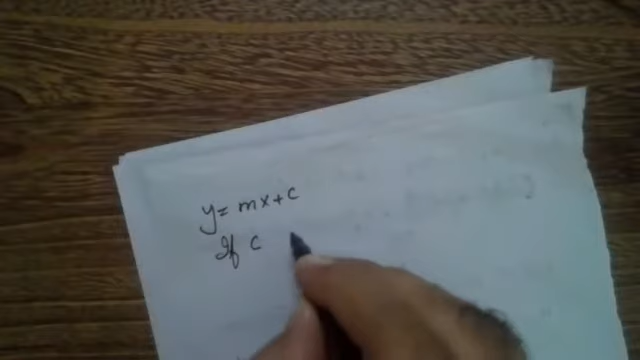 y = mx + c
If c